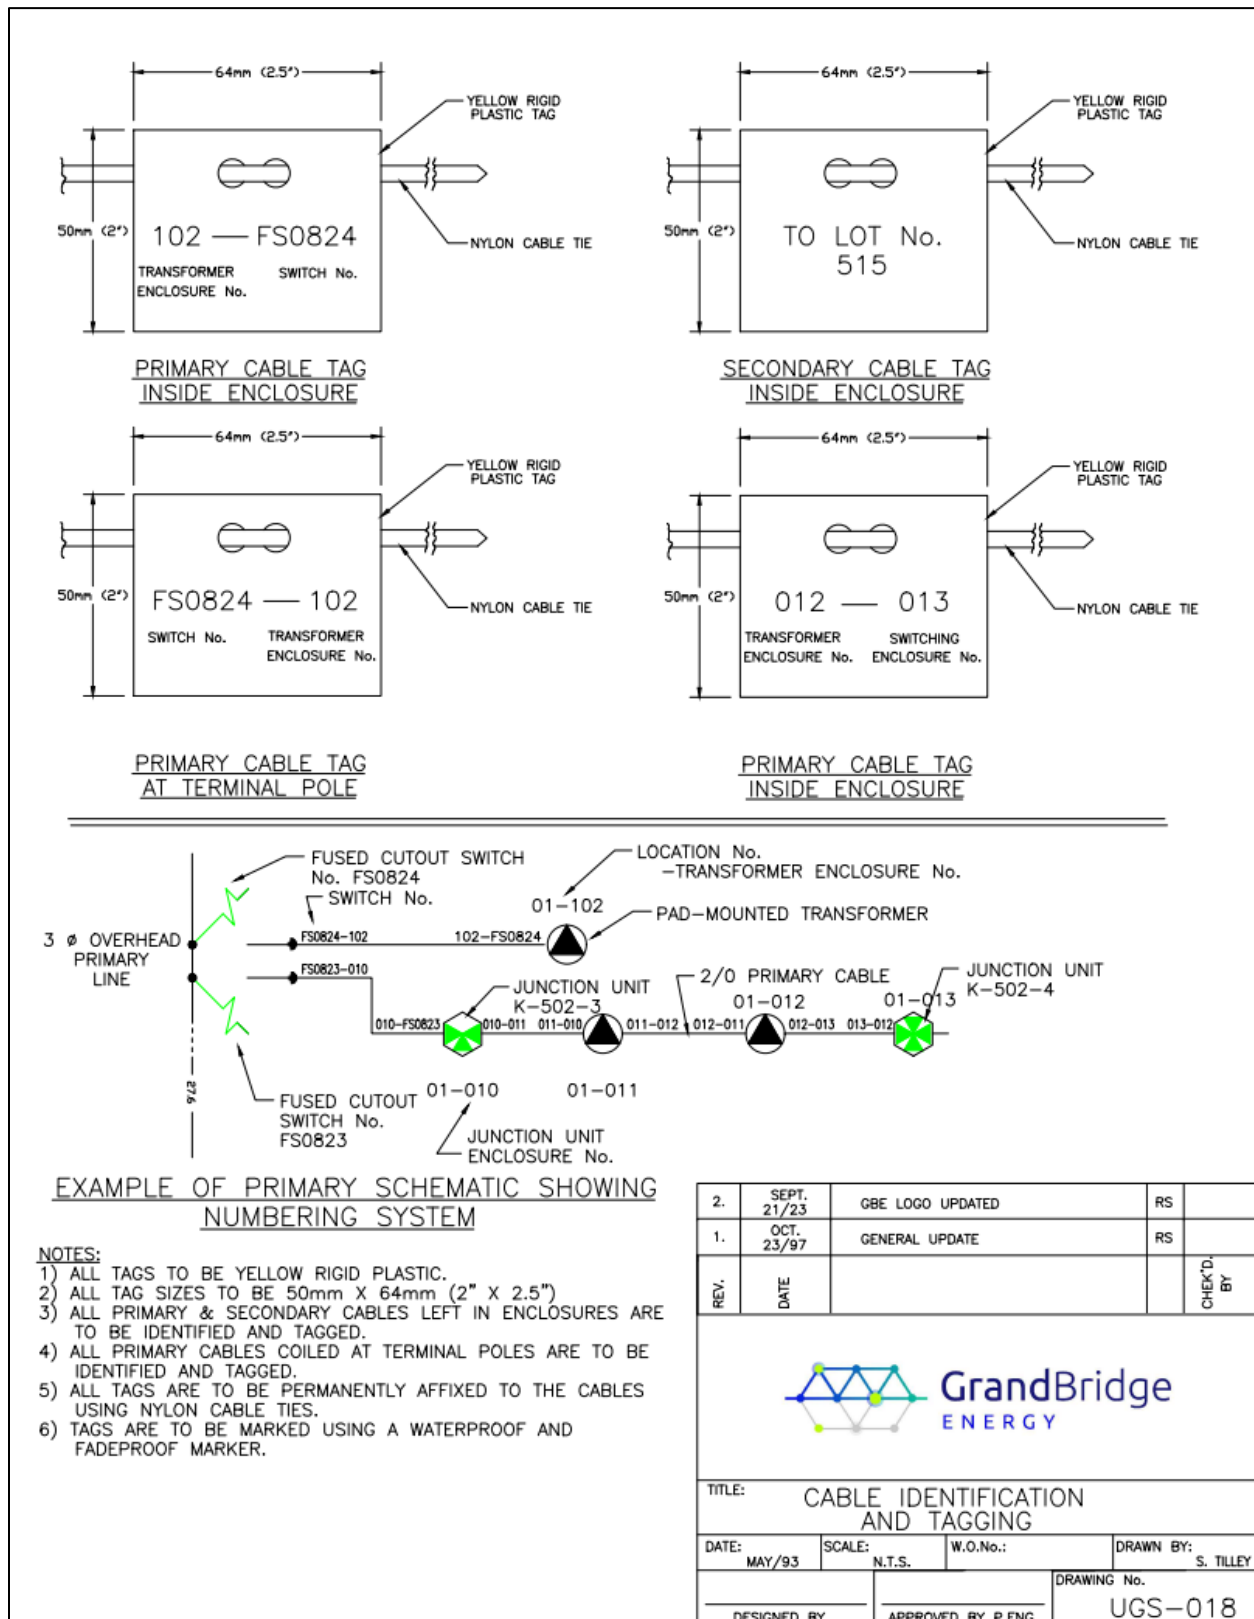 64mm (2.5")
YELLOW RIGID
PLASTIC TAG
50mm (2")
102 — FS0824
TRANSFORMER
ENCLOSURE No.
SWITCH No.
NYLON CABLE TIE
PRIMARY CABLE TAG
INSIDE ENCLOSURE
64mm (2.5")
YELLOW RIGID
PLASTIC TAG
50mm (2")
TO LOT No.
515
NYLON CABLE TIE
SECONDARY CABLE TAG
INSIDE ENCLOSURE
64mm (2.5")
YELLOW RIGID
PLASTIC TAG
50mm (2")
FS0824 — 102
SWITCH No.
TRANSFORMER
ENCLOSURE No.
NYLON CABLE TIE
PRIMARY CABLE TAG
AT TERMINAL POLE
64mm (2.5")
YELLOW RIGID
PLASTIC TAG
50mm (2")
012 — 013
TRANSFORMER
ENCLOSURE No.
SWITCHING
ENCLOSURE No.
NYLON CABLE TIE
PRIMARY CABLE TAG
INSIDE ENCLOSURE
FUSED CUTOUT SWITCH
No. FS0824
SWITCH No.
LOCATION No.
-TRANSFORMER ENCLOSURE No.
01-102
PAD-MOUNTED TRANSFORMER
3 ø OVERHEAD
PRIMARY
LINE
FS0824-102
102-FS0824
FS0823-010
JUNCTION UNIT
K-502-3
2/0 PRIMARY CABLE
01-012
01-013
JUNCTION UNIT
K-502-4
010-FS0823
010-011
011-010
011-012
012-011
012-013
013-012
27.6
FUSED CUTOUT
SWITCH No.
FS0823
01-010
01-011
JUNCTION UNIT
ENCLOSURE No.
EXAMPLE OF PRIMARY SCHEMATIC SHOWING
NUMBERING SYSTEM
NOTES:
1) ALL TAGS TO BE YELLOW RIGID PLASTIC.
2) ALL TAG SIZES TO BE 50mm X 64mm (2" X 2.5")
3) ALL PRIMARY & SECONDARY CABLES LEFT IN ENCLOSURES ARE
TO BE IDENTIFIED AND TAGGED.
4) ALL PRIMARY CABLES COILED AT TERMINAL POLES ARE TO BE
IDENTIFIED AND TAGGED.
5) ALL TAGS ARE TO BE PERMANENTLY AFFIXED TO THE CABLES
USING NYLON CABLE TIES.
6) TAGS ARE TO BE MARKED USING A WATERPROOF AND
FADEPROOF MARKER.
2. SEPT. 21/23 GBE LOGO UPDATED RS
1. OCT. 23/97 GENERAL UPDATE RS
REV. DATE CHEK'D. BY
GrandBridge
ENERGY
TITLE:
CABLE IDENTIFICATION
AND TAGGING
DATE: MAY/93
SCALE: N.T.S.
W.O.No.:
DRAWN BY: S. TILLEY
DRAWING No.
UGS-018
DESIGNED BY
APPROVED BY P.ENG.